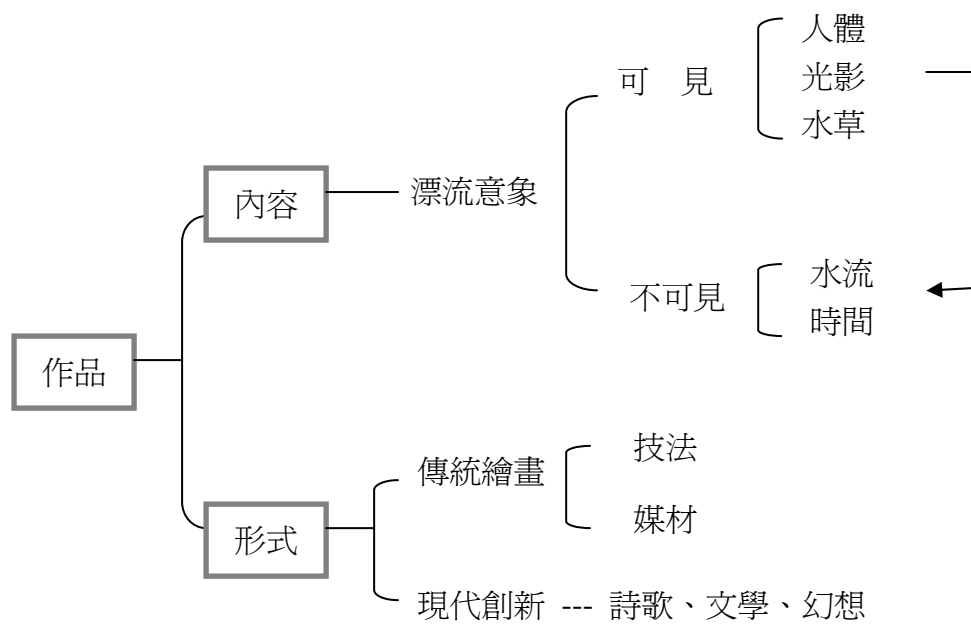 人體
可 見
光影
水草
內容
漂流意象
水流
不可見
時間
作品
技法
傳統繪畫
媒材
形式
現代創新 --- 詩歌、文學、幻想